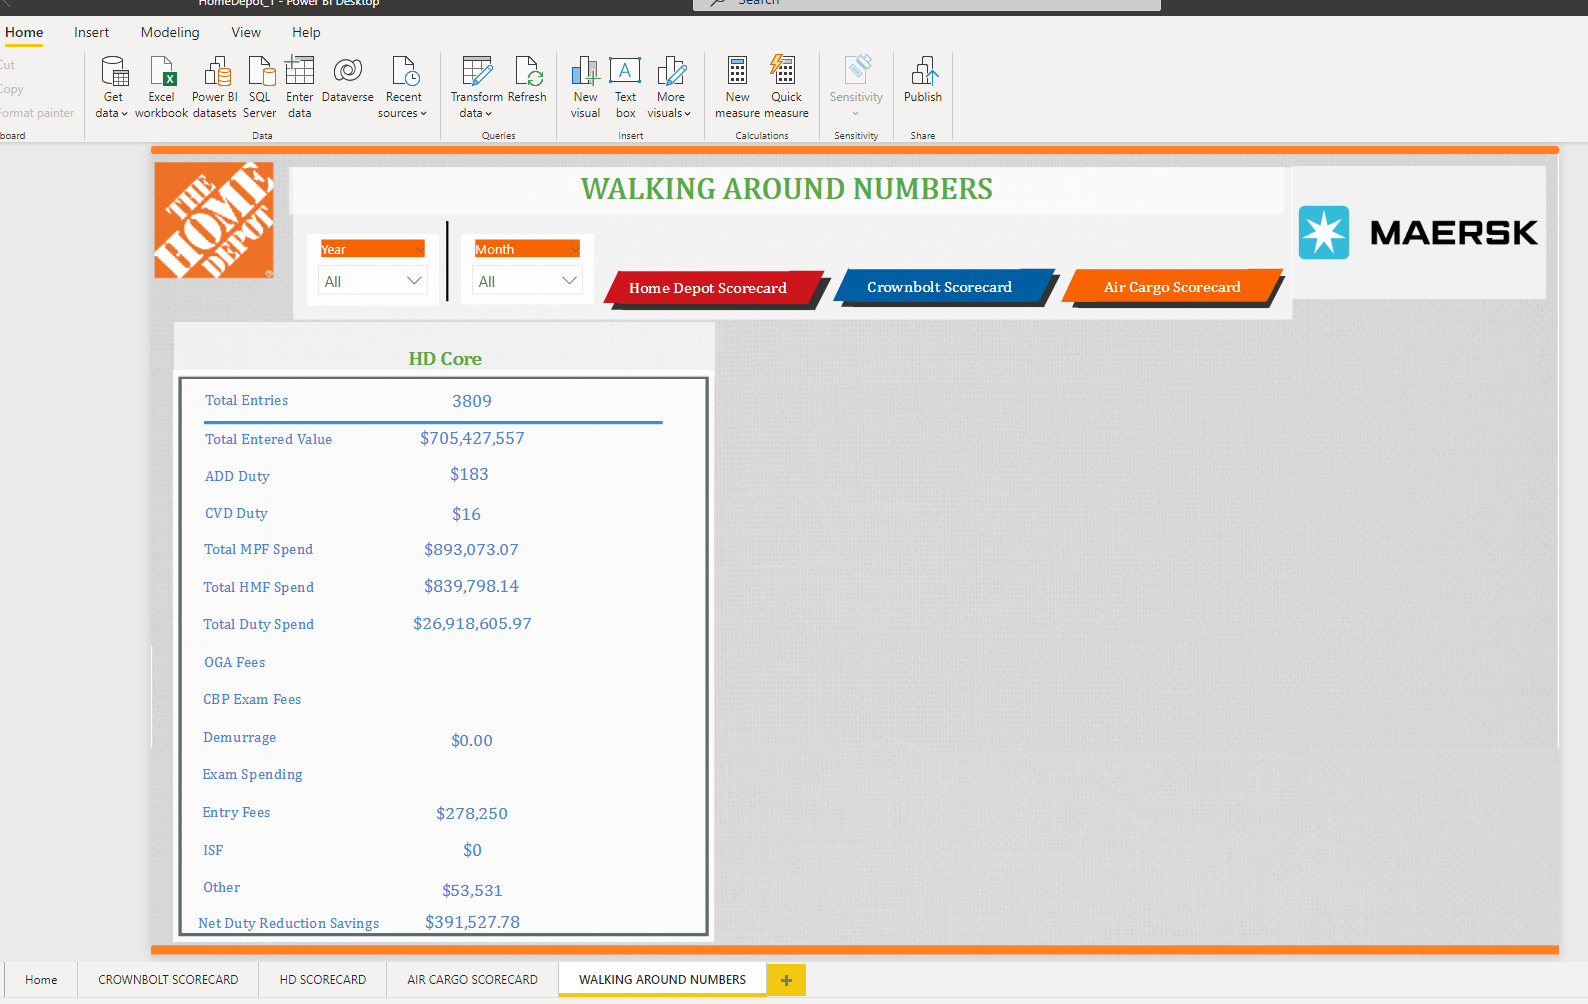 HomeDepot_1 - Power BI Desktop
Search
Home Insert Modeling View Help
Cut
Copy
Format painter
Get data
Excel workbook
Power BI datasets
SQL Server
Enter data
Dataverse
Recent sources
Transform data
Refresh
New visual
Text box
More visuals
New measure
Quick measure
Sensitivity
Publish
Data
Queries
Insert
Calculations
Sensitivity
Share
THE HOME DEPOT
WALKING AROUND NUMBERS
MAERSK
Year
All
Month
All
Home Depot Scorecard
Crownbolt Scorecard
Air Cargo Scorecard
HD Core
Total Entries 3809
Total Entered Value $705,427,557
ADD Duty $183
CVD Duty $16
Total MPF Spend $893,073.07
Total HMF Spend $839,798.14
Total Duty Spend $26,918,605.97
OGA Fees
CBP Exam Fees
Demurrage $0.00
Exam Spending
Entry Fees $278,250
ISF $0
Other $53,531
Net Duty Reduction Savings $391,527.78
Home CROWNBOLT SCORECARD HD SCORECARD AIR CARGO SCORECARD WALKING AROUND NUMBERS +